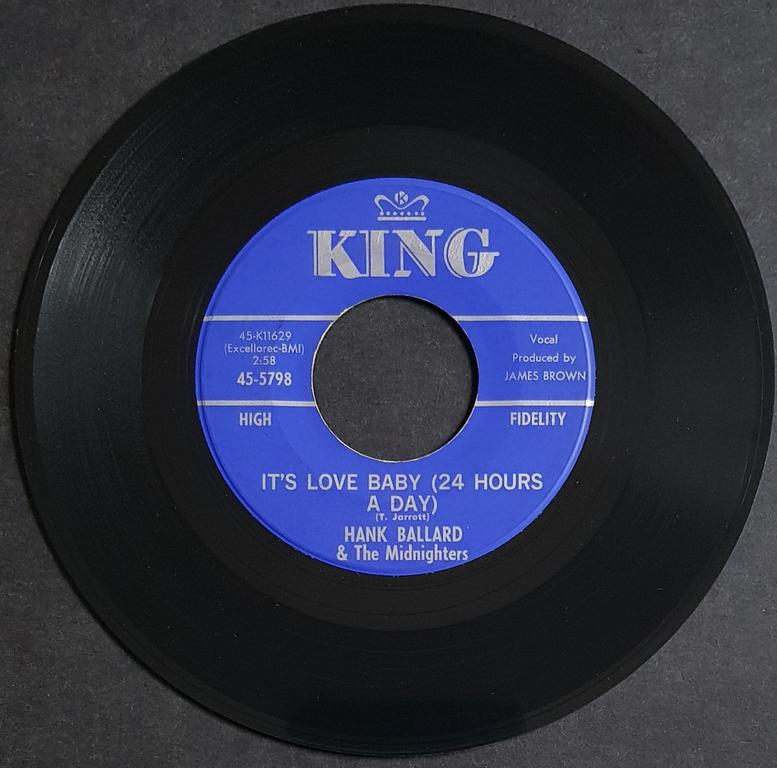 K
KING
45-K11629
(Excellorec-BMI)
2:58
45-5798
Vocal
Produced by
JAMES BROWN
HIGH
FIDELITY
IT'S LOVE BABY (24 HOURS
A DAY)
(T. Jarrett)
HANK BALLARD
& The Midnighters